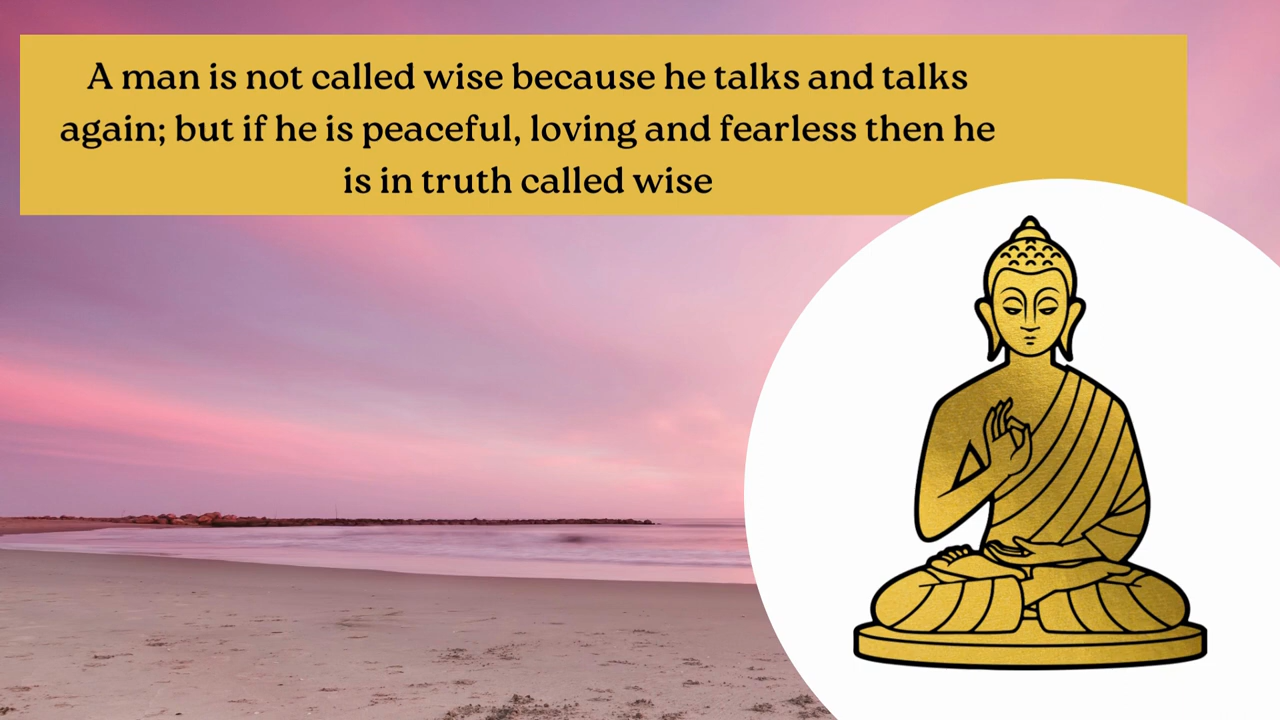 A man is not called wise because he talks and talks
again; but if he is peaceful, loving and fearless then he
is in truth called wise